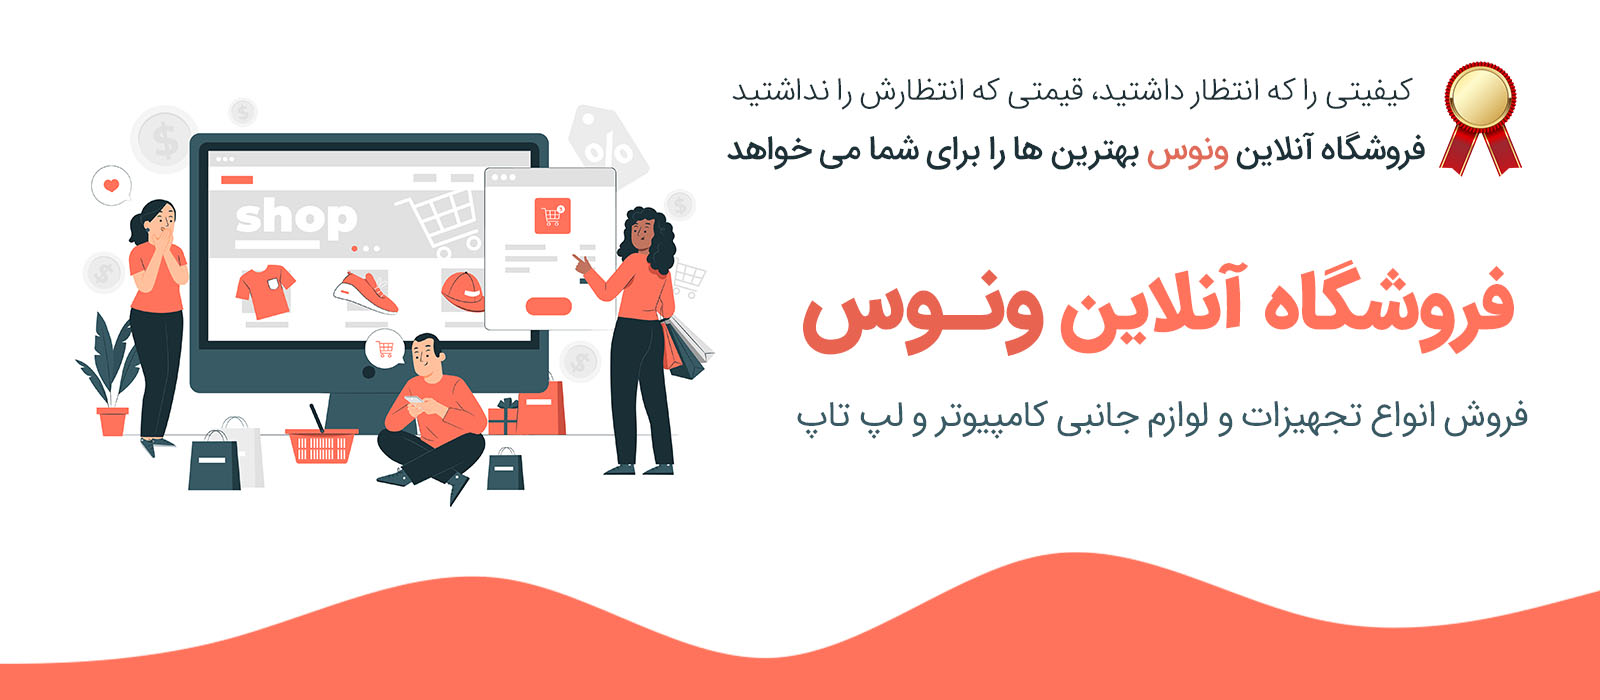 کیفیتی را که انتظار داشتید، قیمتی که انتظارش را نداشتید
فروشگاه آنلاین ونوس بهترین ها را برای شما می خواهد
فروشگاه آنلاین ونـوس
فروش انواع تجهیزات و لوازم جانبی کامپیوتر و لپ تاپ
shop